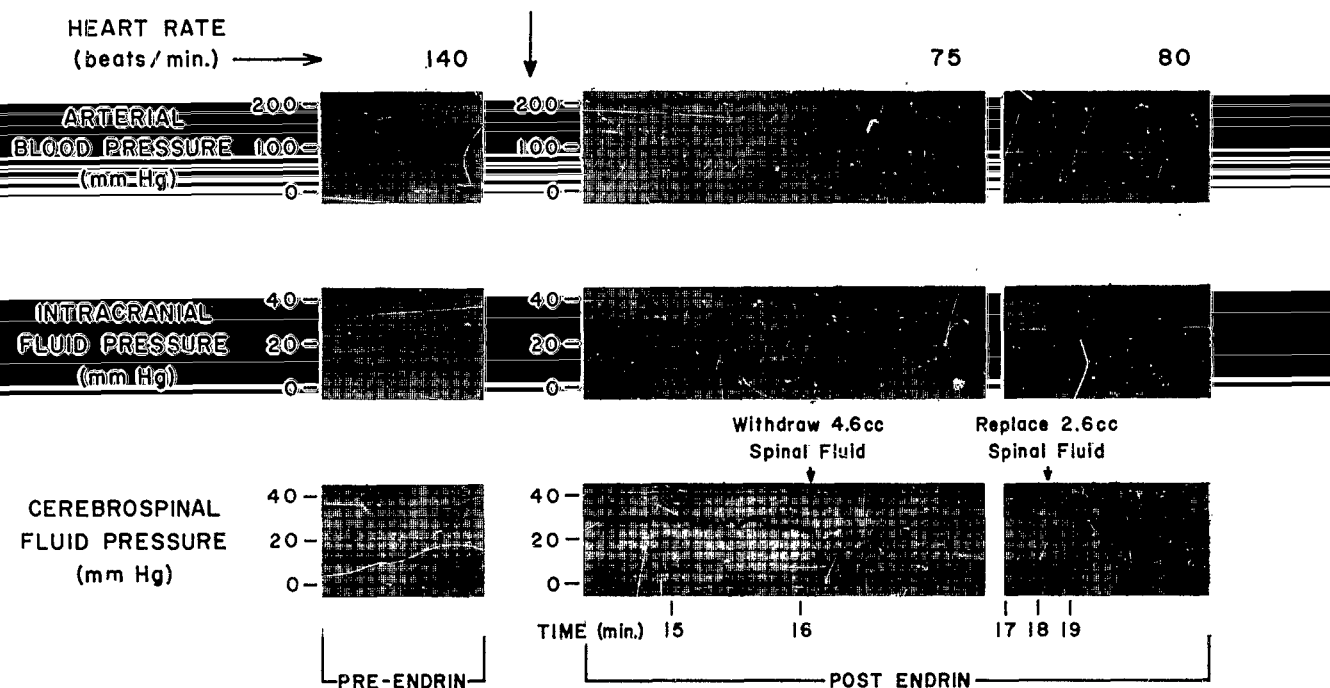 HEART RATE
(beats/min.)
140
75
80
ARTERIAL
BLOOD PRESSURE
(mm Hg)
200
100
0
200
100
0
INTRACRANIAL
FLUID PRESSURE
(mm Hg)
40
20
0
40
20
0
Withdraw 4.6cc
Spinal Fluid
Replace 2.6cc
Spinal Fluid
CEREBROSPINAL
FLUID PRESSURE
(mm Hg)
40
20
0
40
20
0
TIME (min.) 15 16 17 18 19
PRE-ENDRIN
POST ENDRIN